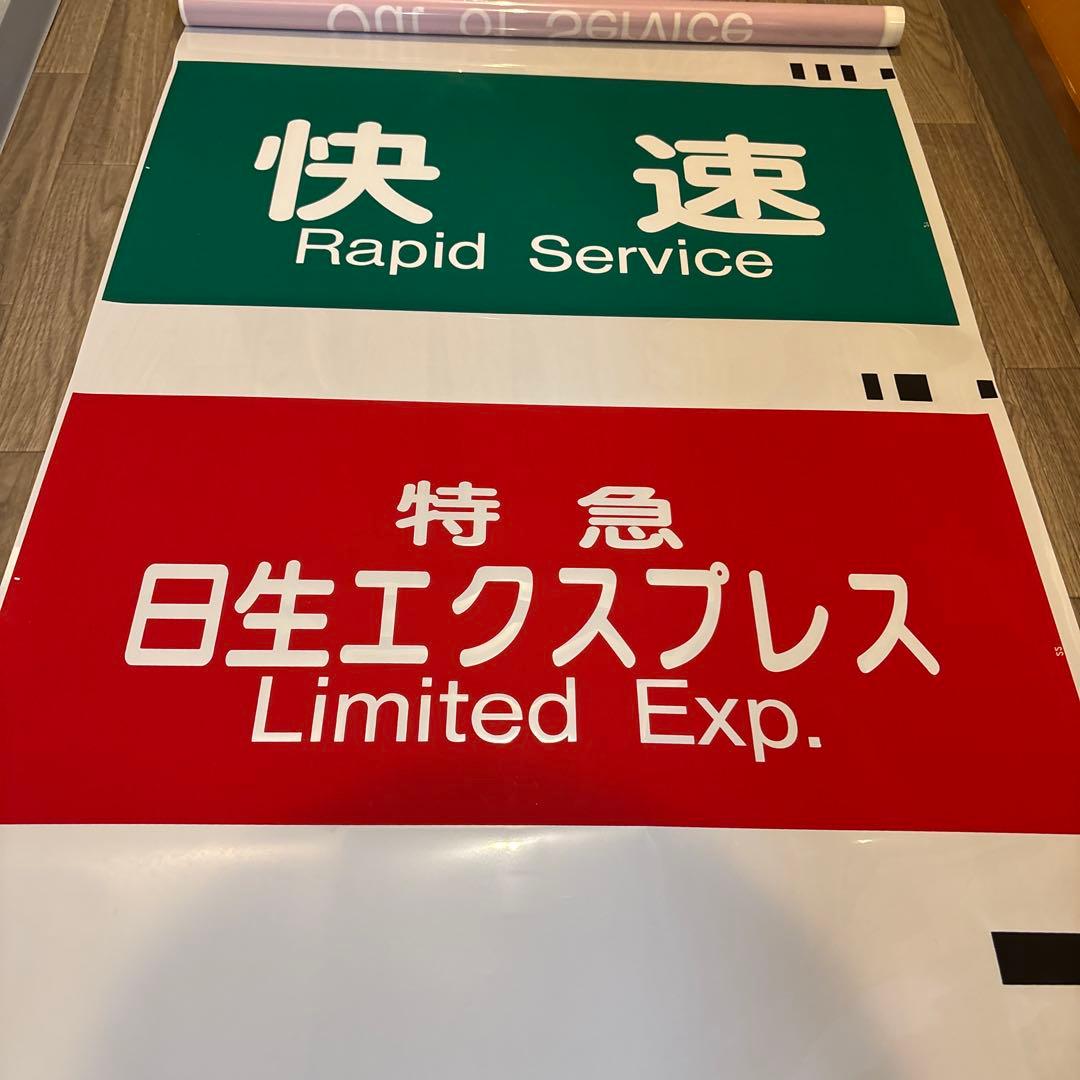 Out of Service
快 速
Rapid Service
特 急
日生エクスプレス
Limited Exp.